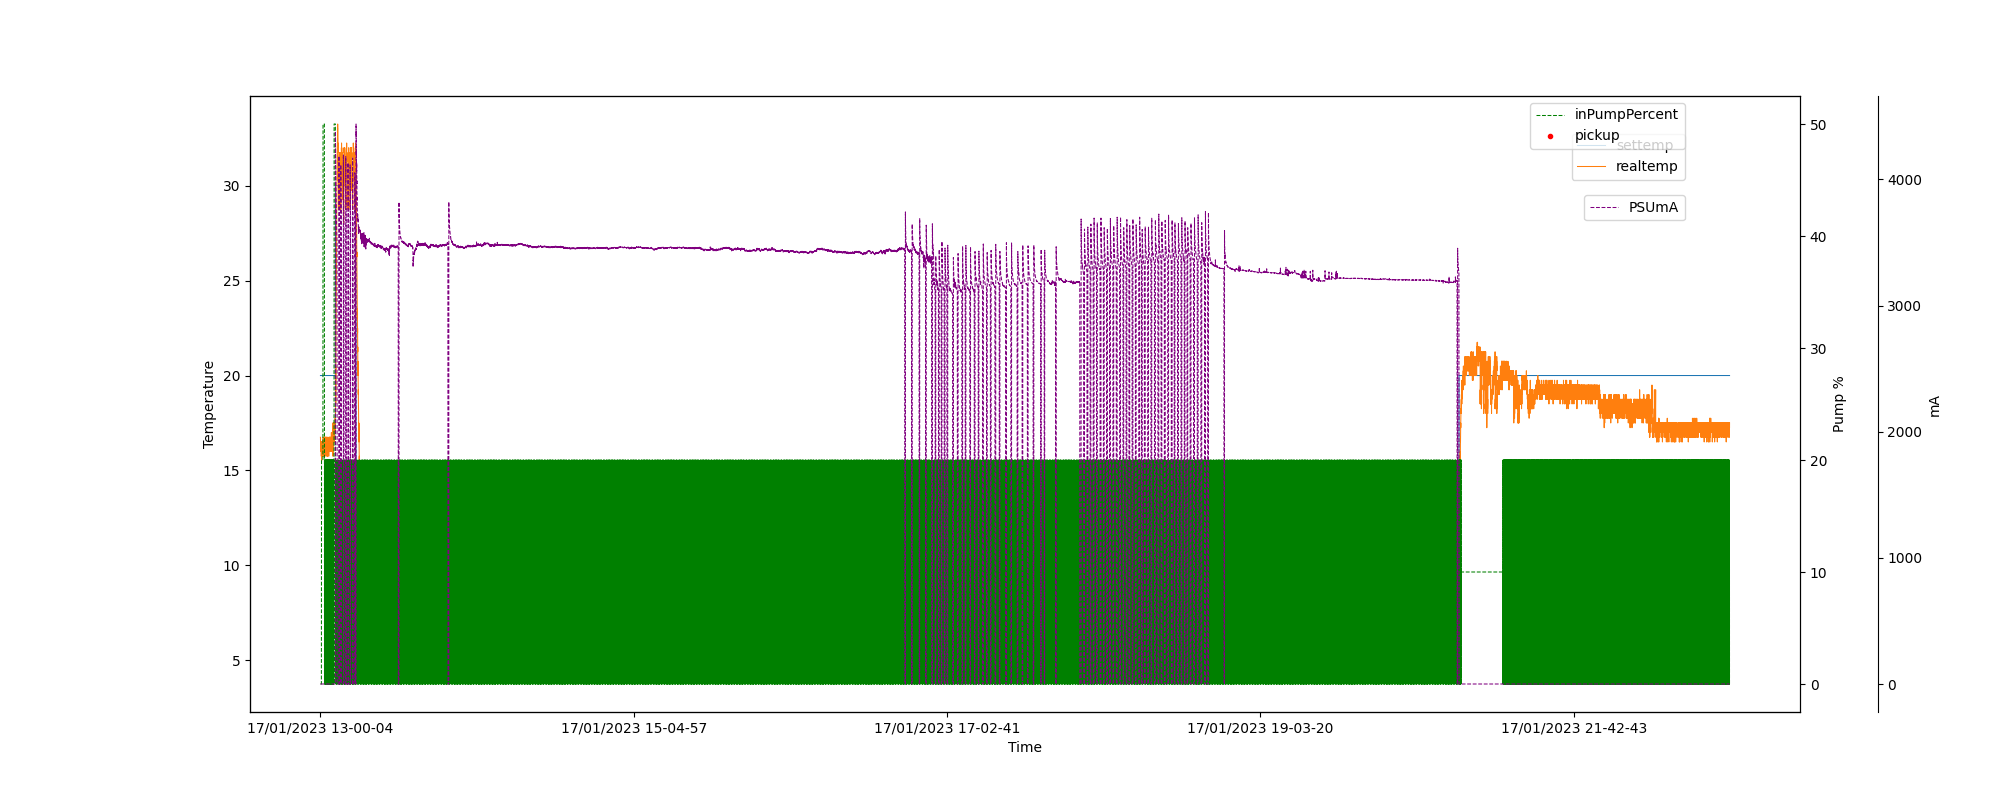 inPumpPercent
pickup
settemp
realtemp
PSUmA
30
25
20
15
10
5
Temperature
50
40
30
20
10
0
Pump %
4000
3000
2000
1000
0
mA
17/01/2023 13-00-04
17/01/2023 15-04-57
17/01/2023 17-02-41
17/01/2023 19-03-20
17/01/2023 21-42-43
Time